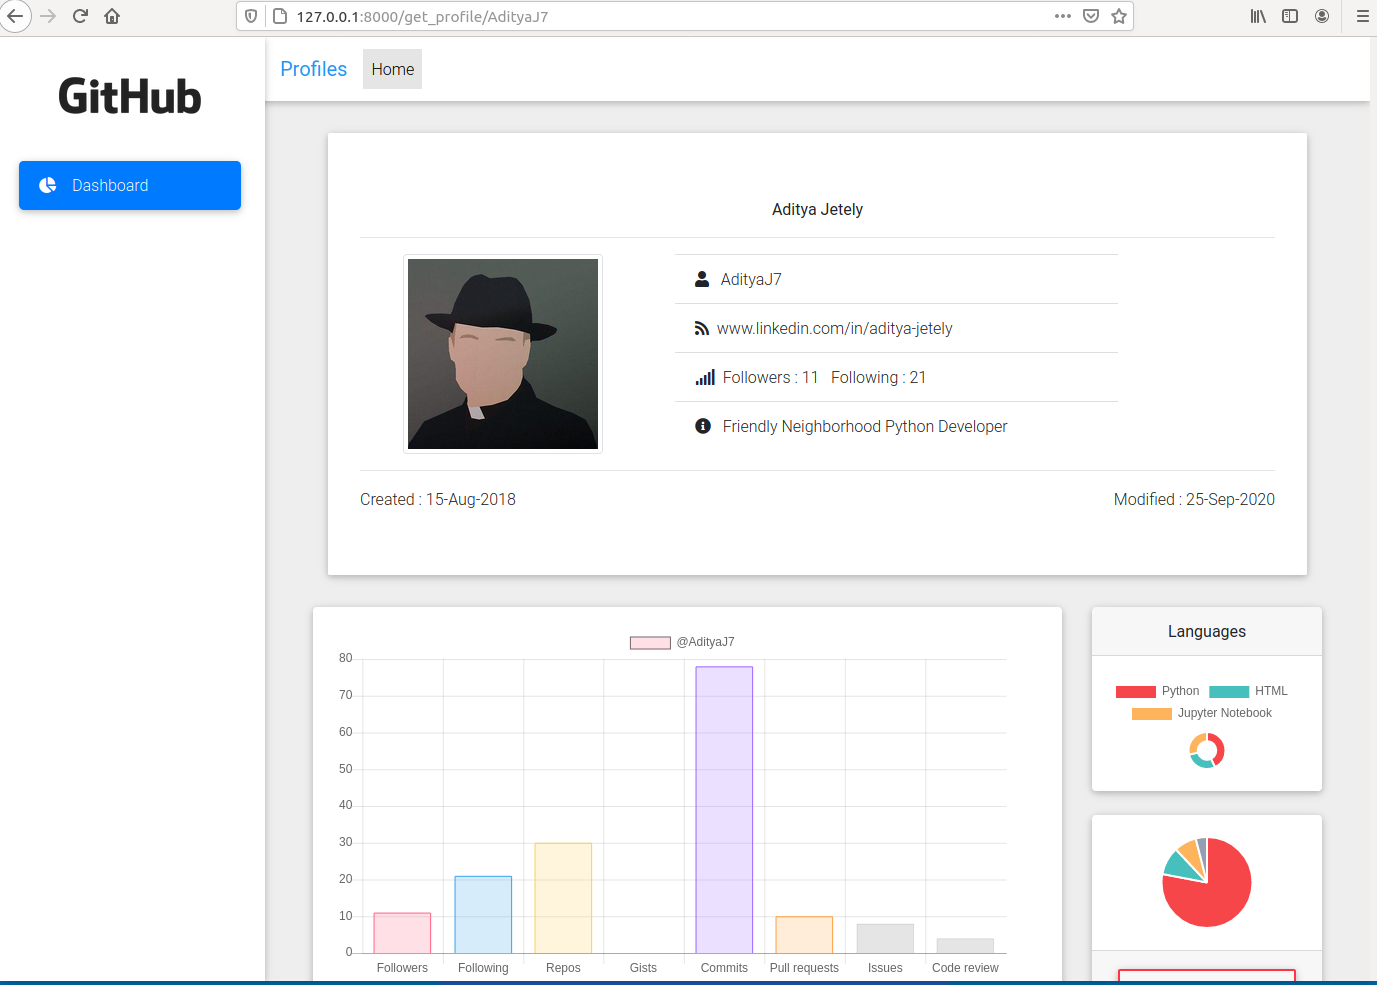 127.0.0.1:8000/get_profile/AdityaJ7
GitHub
Profiles Home
Dashboard
Aditya Jetely
AdityaJ7
www.linkedin.com/in/aditya-jetely
Followers : 11 Following : 21
Friendly Neighborhood Python Developer
Created : 15-Aug-2018 Modified : 25-Sep-2020
@AdityaJ7
80
70
60
50
40
30
20
10
0
Followers Following Repos Gists Commits Pull requests Issues Code review
Languages
Python HTML
Jupyter Notebook